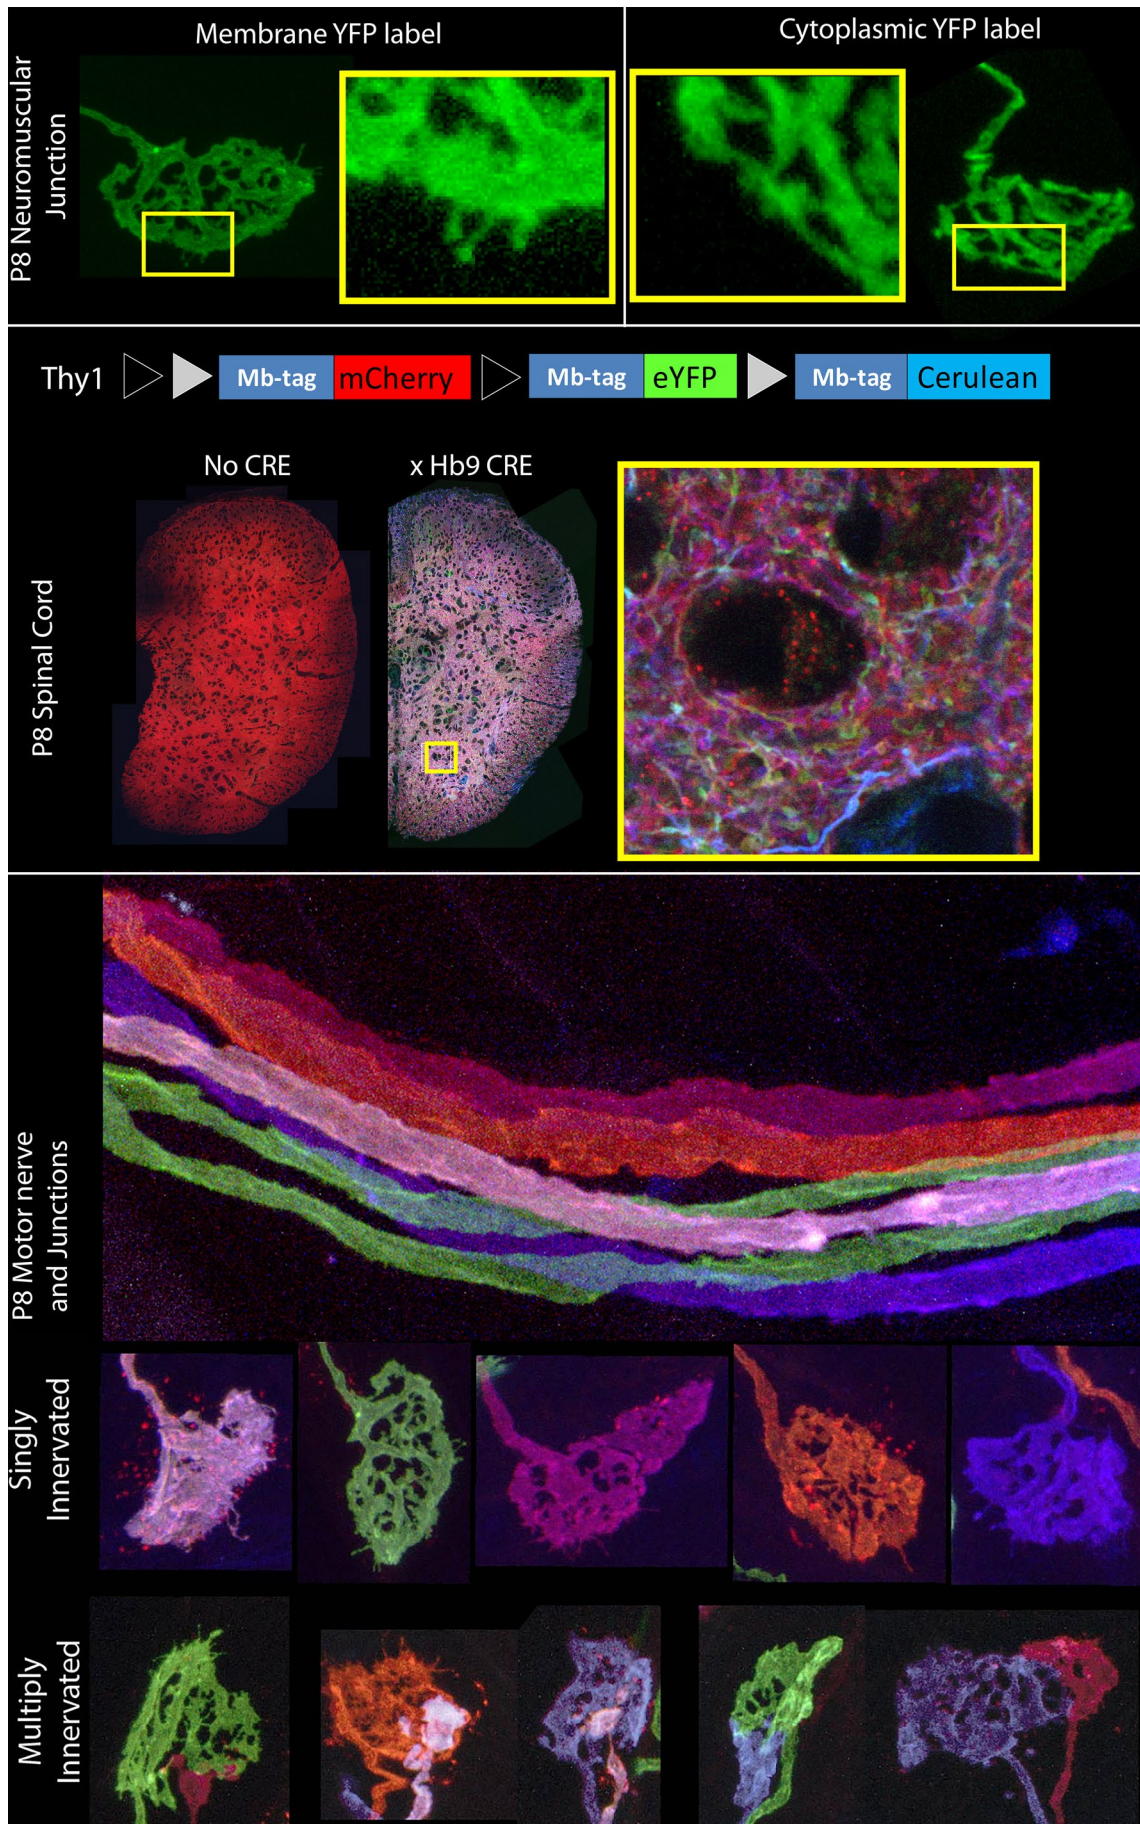 Membrane YFP label
Cytoplasmic YFP label
P8 Neuromuscular
Junction
Thy1 Mb-tag mCherry Mb-tag eYFP Mb-tag Cerulean
No CRE
x Hb9 CRE
P8 Spinal Cord
P8 Motor nerve
and Junctions
Singly
Innervated
Multiply
Innervated